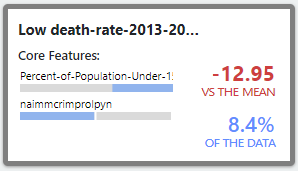 Low death-rate-2013-20...
Core Features:
Percent-of-Population-Under-15
naimmcrimprolpyn
-12.95
VS THE MEAN
8.4%
OF THE DATA